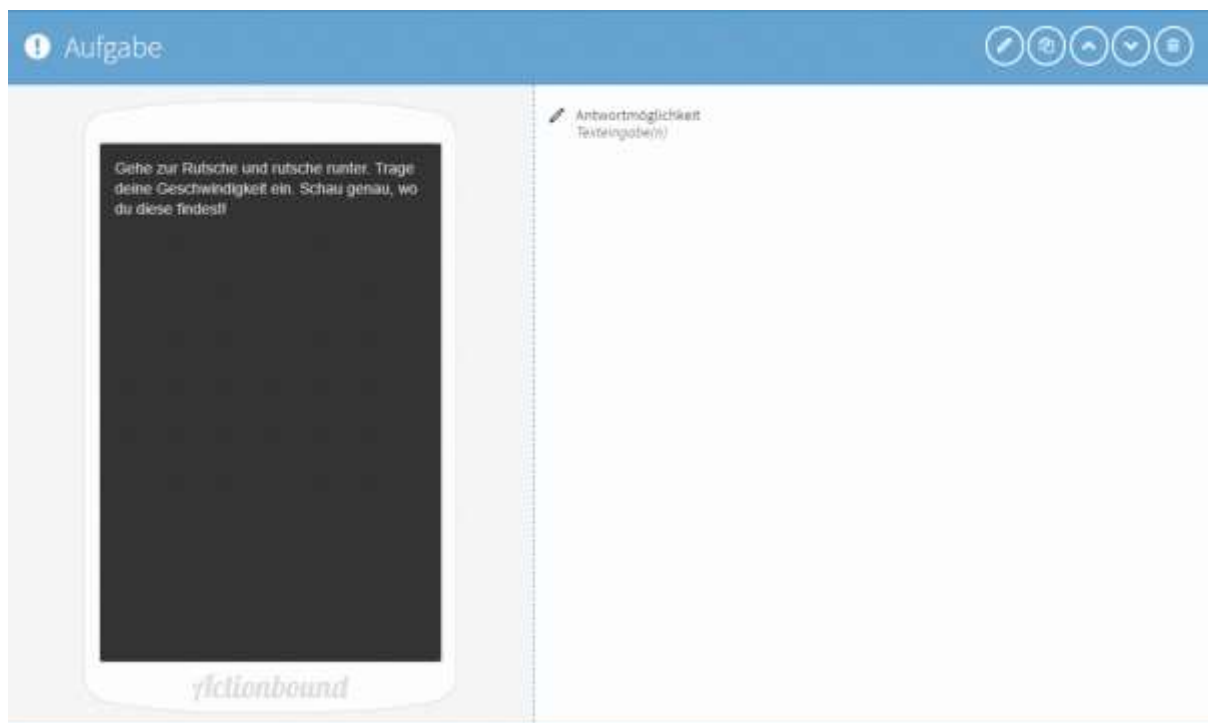 Aufgabe
Gehe zur Rutsche und rutsche runter. Trage
deine Geschwindigkeit ein. Schau genau, wo
du diese findest!
Antwortmöglichkeit
Texteingabe(n)
Actionbound